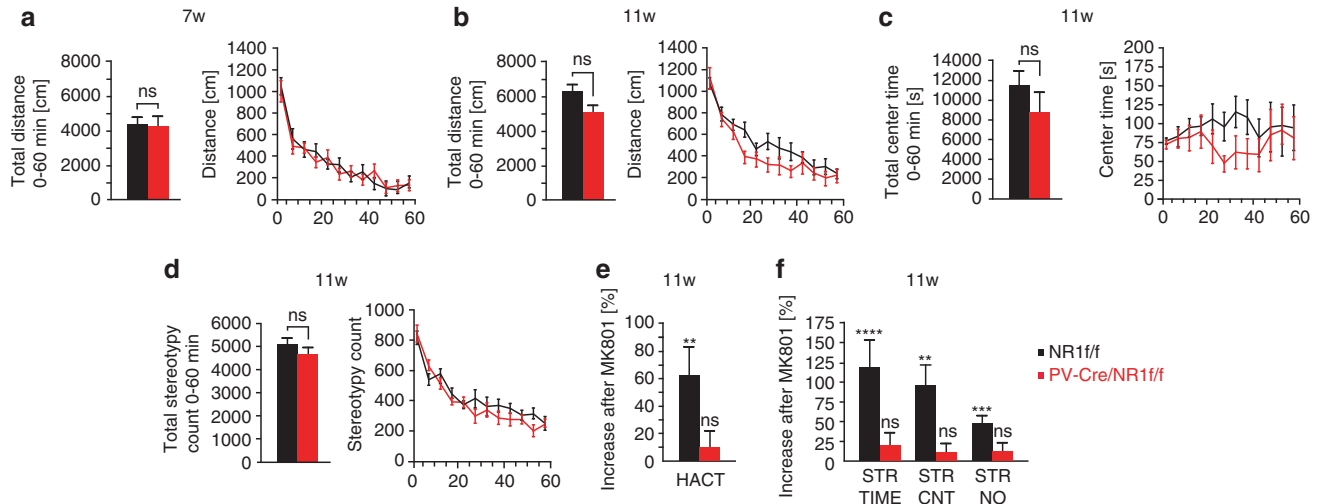 a
7w
Total distance
0-60 min [cm]
8000
6000
4000
2000
0
ns
Distance [cm]
1400
1200
1000
800
600
400
200
0
0
20
40
60
b
11w
Total distance
0-60 min [cm]
8000
6000
4000
2000
0
ns
Distance [cm]
1400
1200
1000
800
600
400
200
0
0
20
40
60
c
11w
Total center time
0-60 min [s]
14000
12000
10000
8000
6000
4000
2000
0
ns
Center time [s]
200
175
150
125
100
75
50
25
0
0
20
40
60
d
11w
Total stereotypy
count 0-60 min
6000
5000
4000
3000
2000
1000
0
ns
Stereotypy count
1000
800
600
400
200
0
0
20
40
60
e
11w
Increase after MK801 [%]
120
100
80
60
40
20
0
**
ns
HACT
f
11w
Increase after MK801 [%]
175
150
125
100
75
50
25
0
****
ns
**
ns
***
ns
STR
TIME
STR
CNT
STR
NO
NR1f/f
PV-Cre/NR1f/f